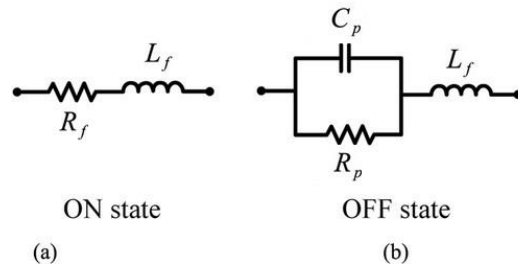 L_f
R_f
ON state
(a)
C_p
L_f
R_p
OFF state
(b)